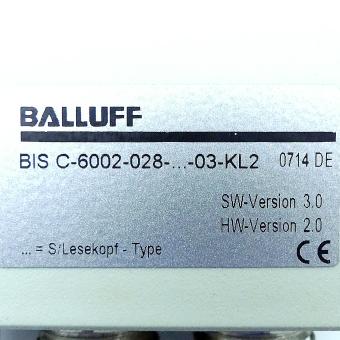 BALLUFF
BIS C-6002-028-...-03-KL2 0714 DE
SW-Version 3.0
HW-Version 2.0
... = S/Lesekopf - Type CE